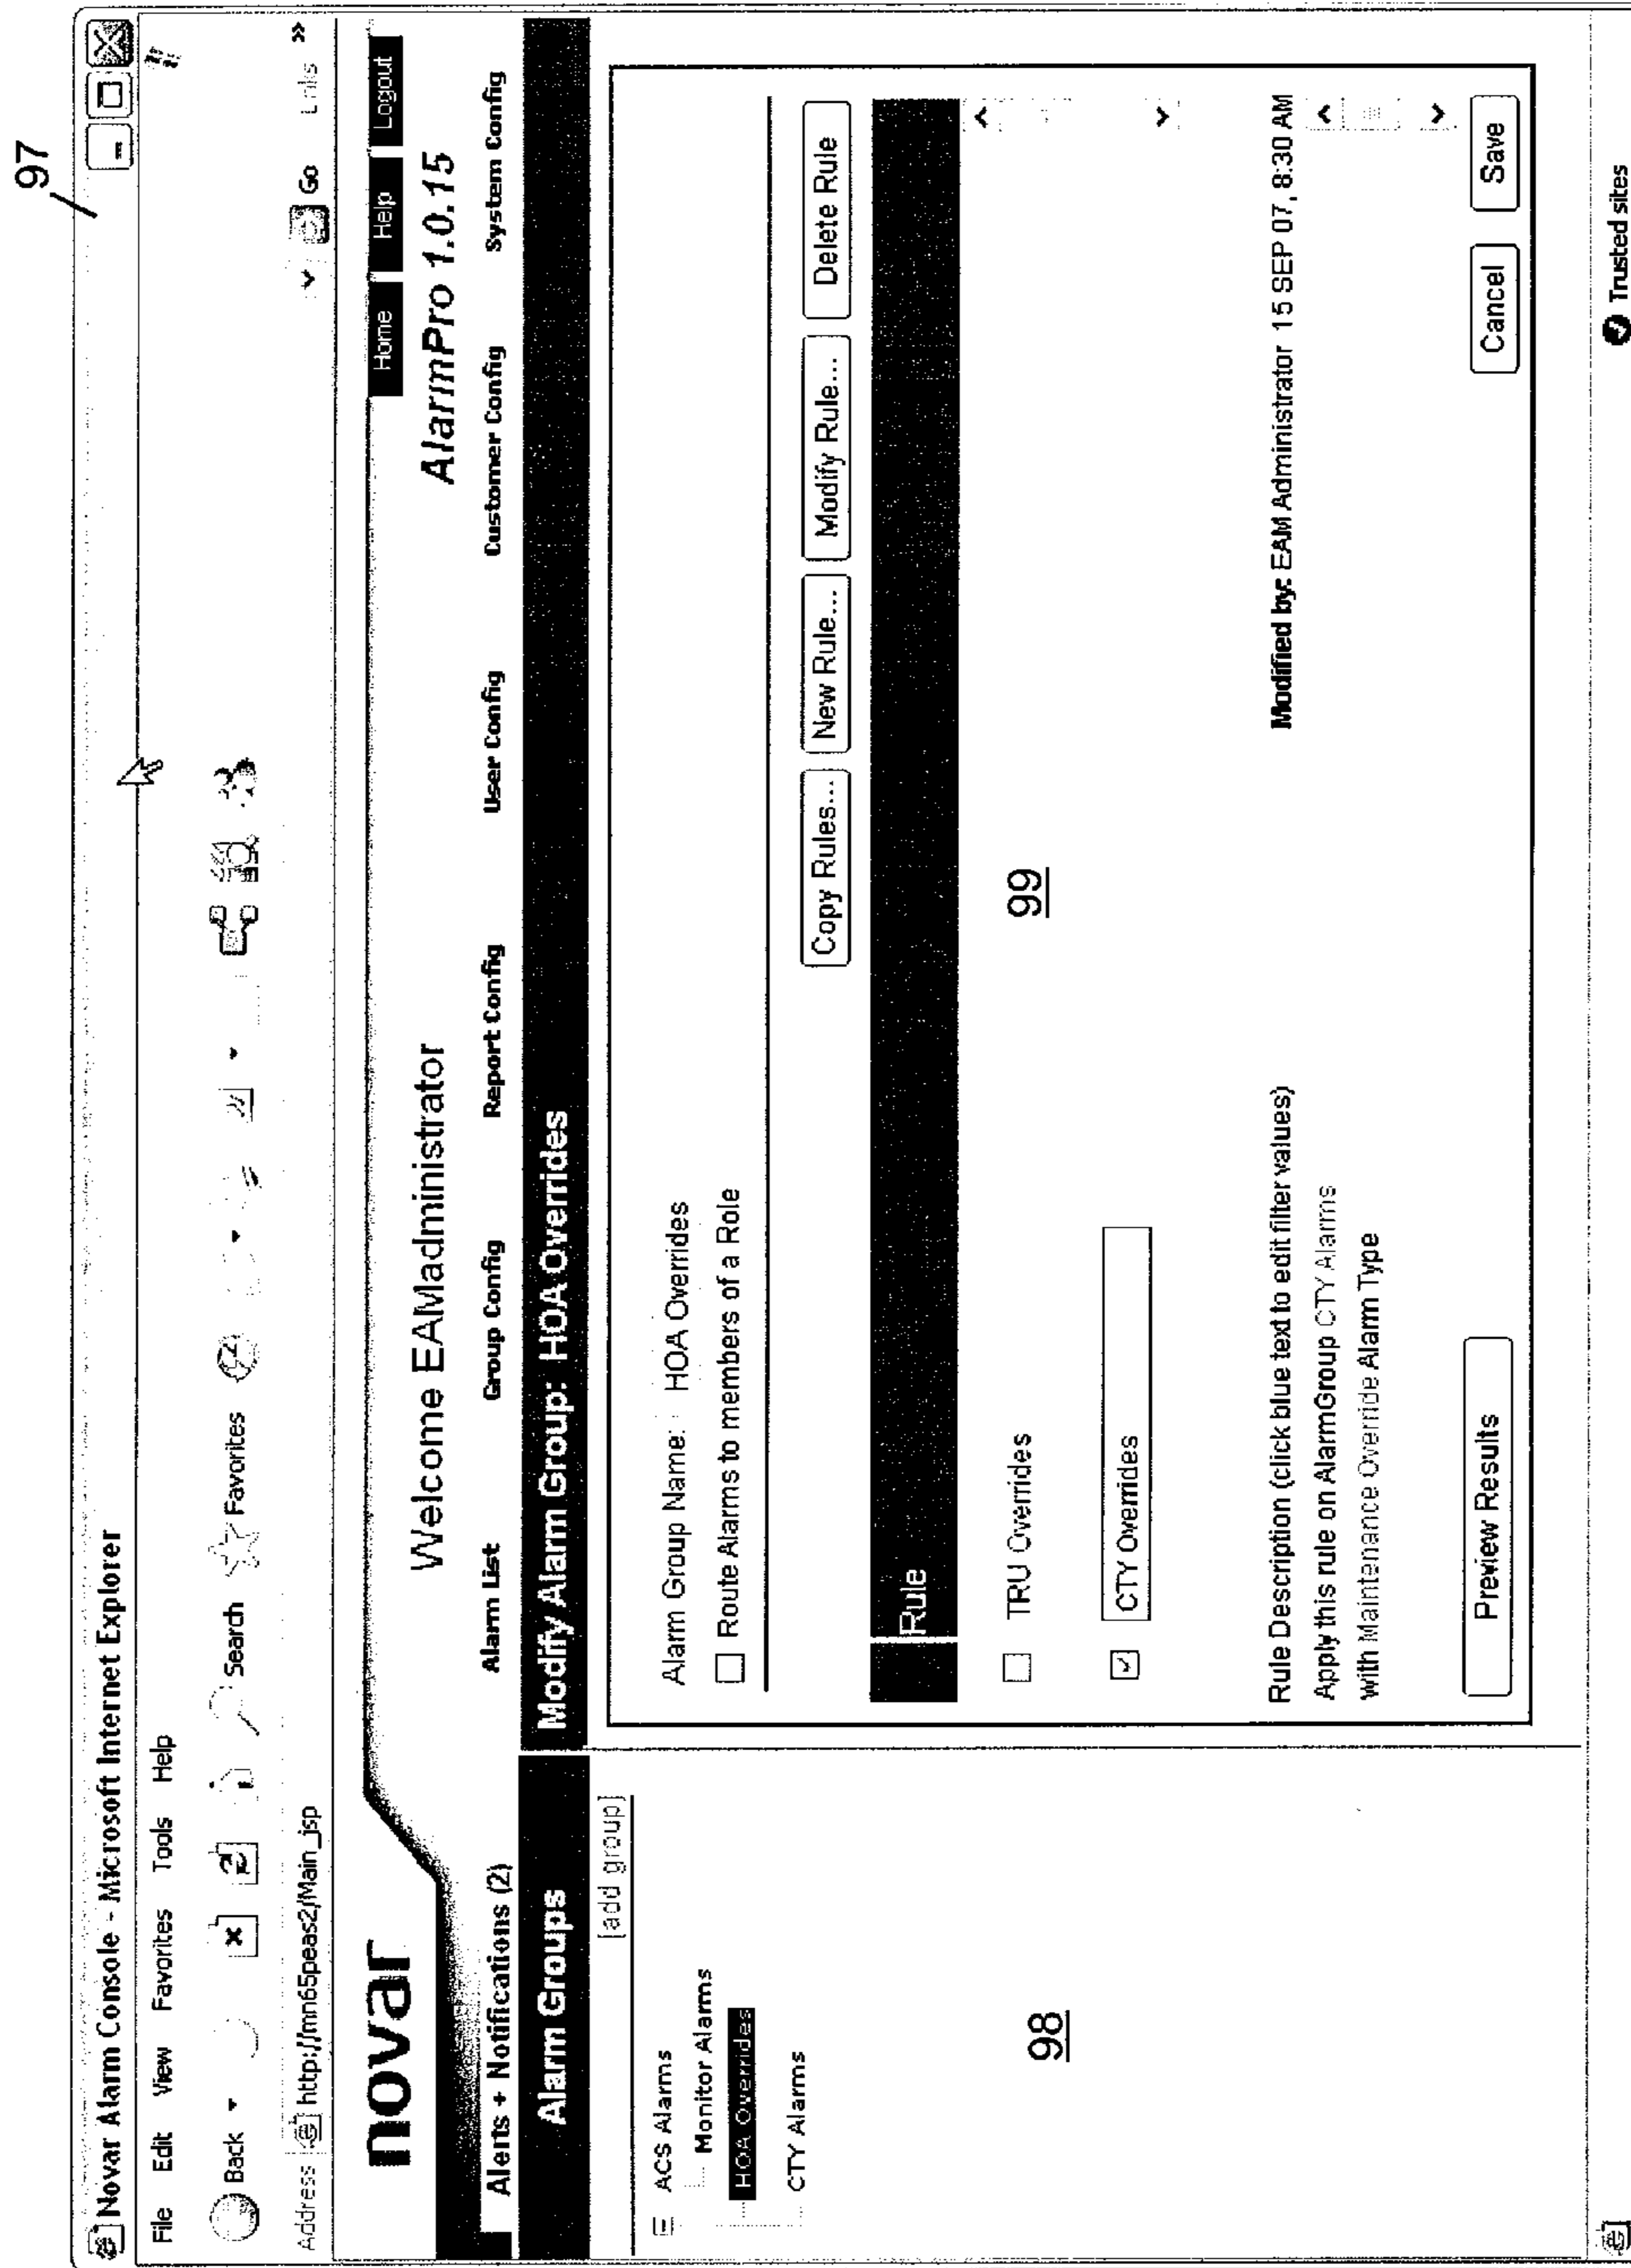 97
Novar Alarm Console - Microsoft Internet Explorer
File Edit View Favorites Tools Help
Back Search Favorites
Address http://mn65peas2/Main_jsp Go Links »
novar Welcome EAMadministrator Home Help Logout
AlarmPro 1.0.15
Alerts + Notifications (2) Alarm List Group Config Report Config User Config Customer Config System Config
Alarm Groups Modify Alarm Group: HOA Overrides
[add group]
ACS Alarms
Monitor Alarms
HOA Overrides
CTY Alarms
98
Alarm Group Name: HOA Overrides
Route Alarms to members of a Role
Copy Rules... New Rule... Modify Rule... Delete Rule
Rule
TRU Overrides
99
CTY Overrides
Rule Description (click blue text to edit filter values) Modified by: EAM Administrator 15 SEP 07, 8:30 AM
Apply this rule on AlarmGroup CTY Alarms
with Maintenance Override Alarm Type
Preview Results Cancel Save
Trusted sites